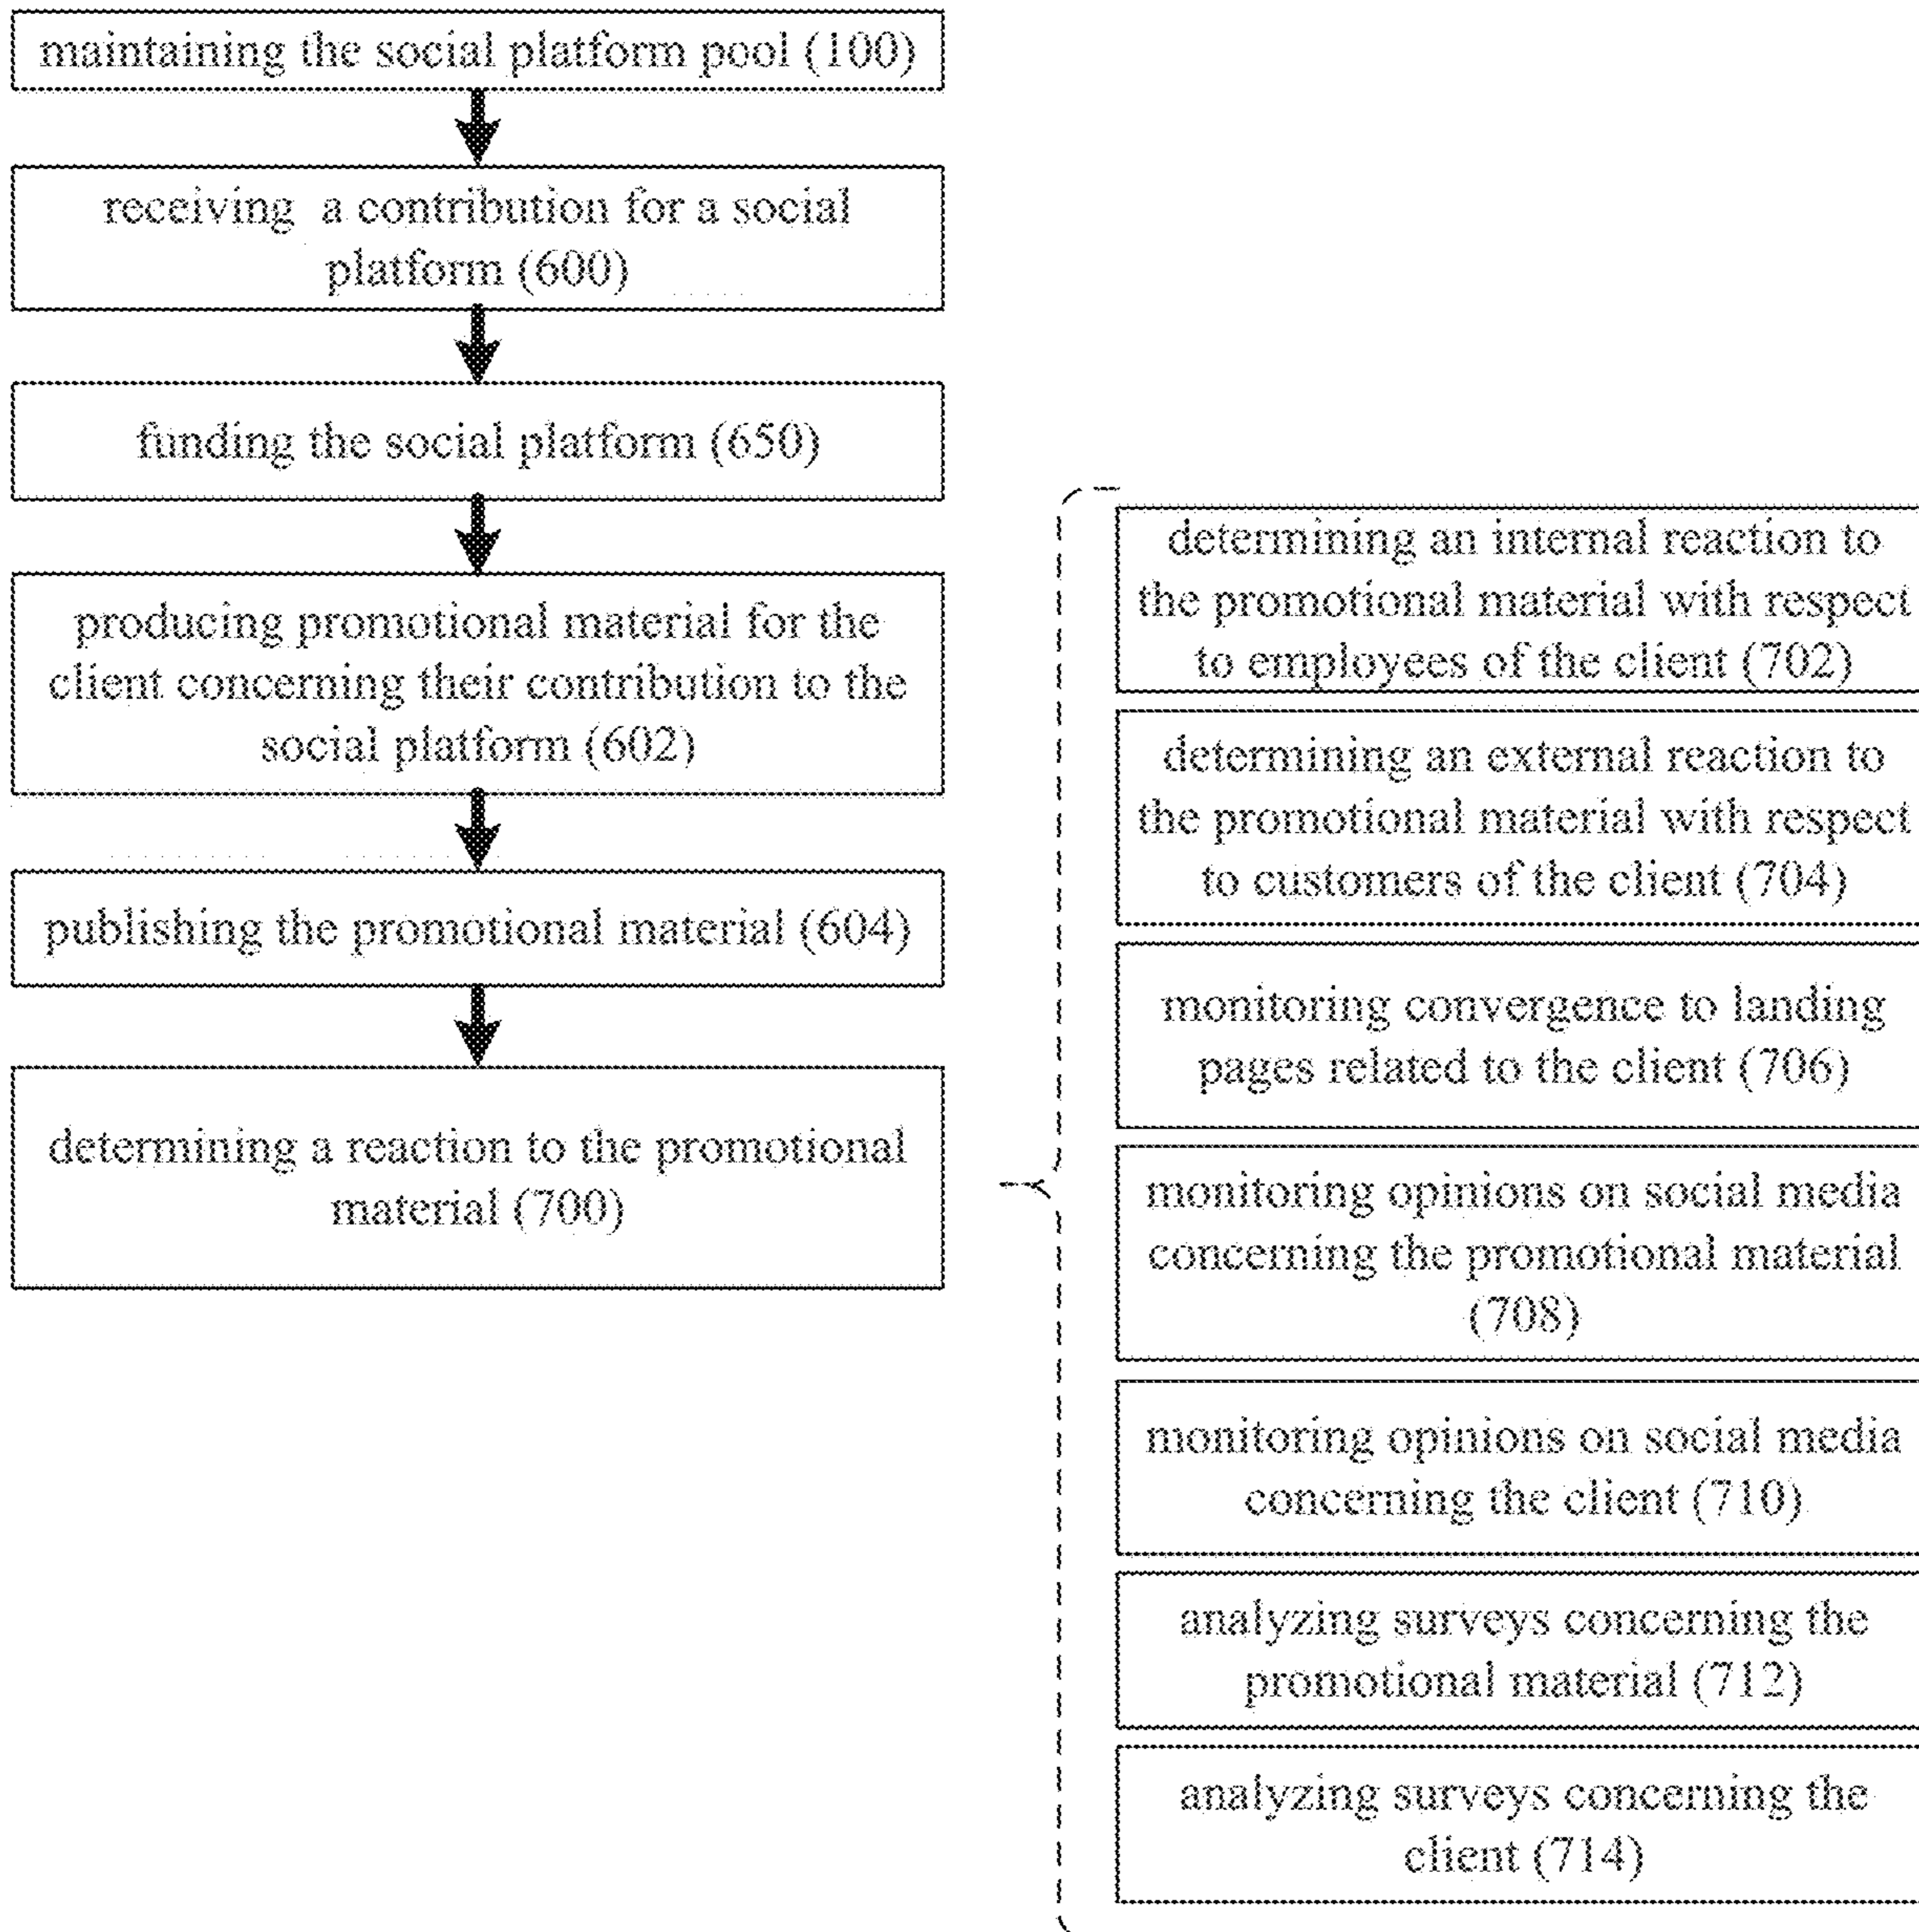 maintaining the social platform pool (100)
receiving a contribution for a social
platform (600)
funding the social platform (650)
producing promotional material for the
client concerning their contribution to the
social platform (602)
publishing the promotional material (604)
determining a reaction to the promotional
material (700)
determining an internal reaction to
the promotional material with respect
to employees of the client (702)
determining an external reaction to
the promotional material with respect
to customers of the client (704)
monitoring convergence to landing
pages related to the client (706)
monitoring opinions on social media
concerning the promotional material
(708)
monitoring opinions on social media
concerning the client (710)
analyzing surveys concerning the
promotional material (712)
analyzing surveys concerning the
client (714)